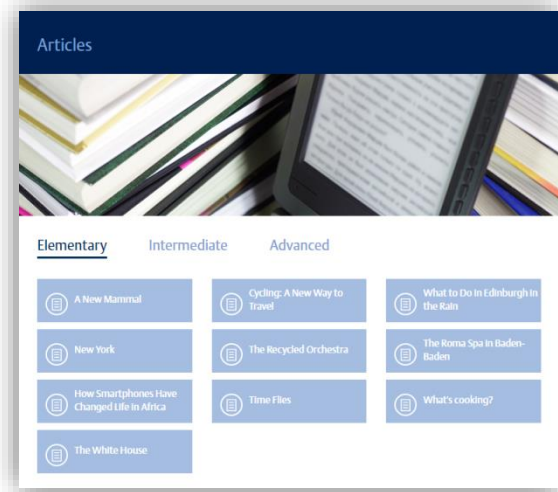 Articles
Elementary Intermediate Advanced
A New Mammal
Cycling: A New Way to
Travel
What to Do in Edinburgh in
the Rain
New York
The Recycled Orchestra
The Roma Spa in Baden-
Baden
How Smartphones Have
Changed Life in Africa
Time Flies
What's cooking?
The White House